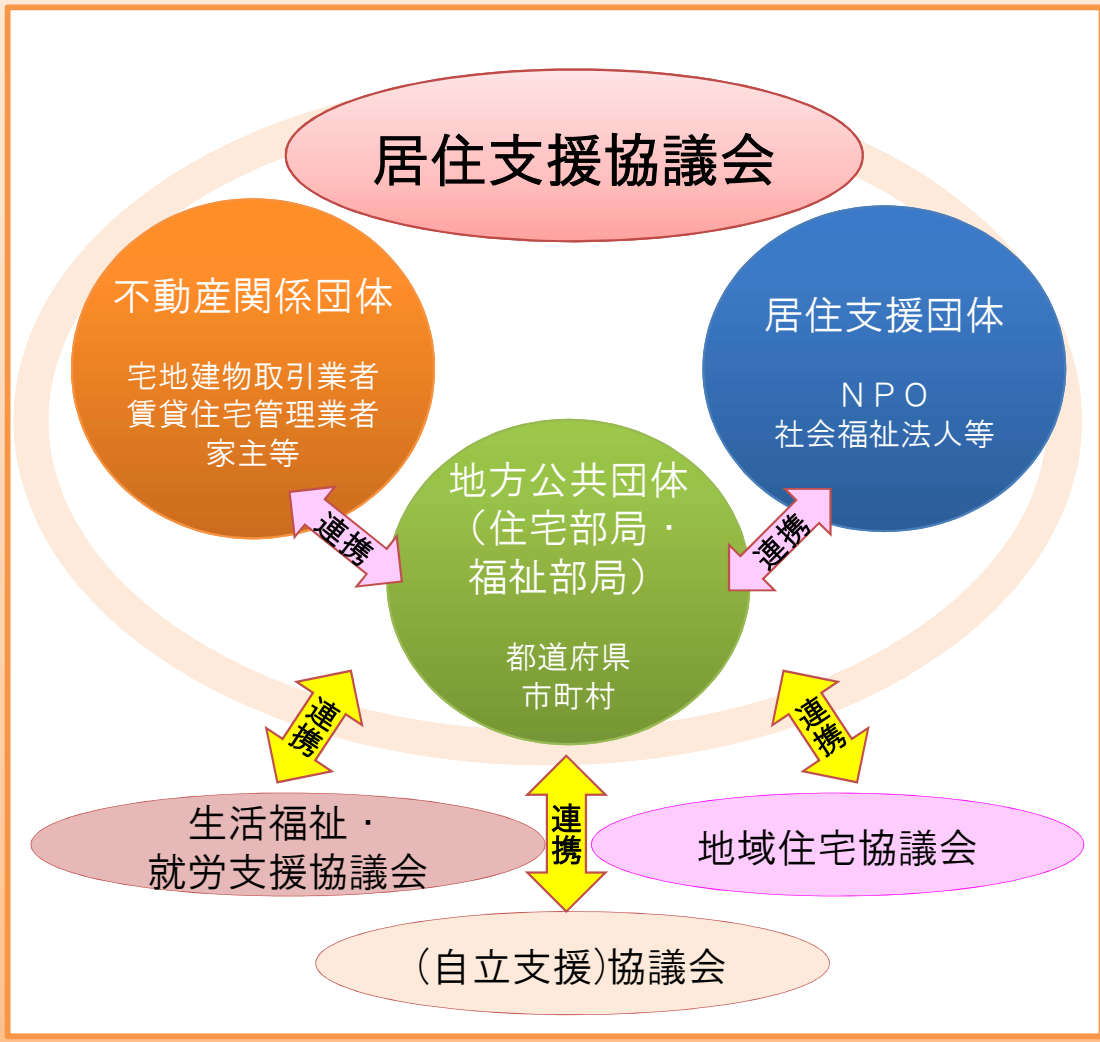 居住支援協議会
不動産関係団体
宅地建物取引業者
賃貸住宅管理業者
家主等
居住支援団体
ＮＰＯ
社会福祉法人等
地方公共団体
（住宅部局・
福祉部局）
都道府県
市町村
連携
連携
連携
連携
連携
生活福祉・
就労支援協議会
地域住宅協議会
（自立支援）協議会